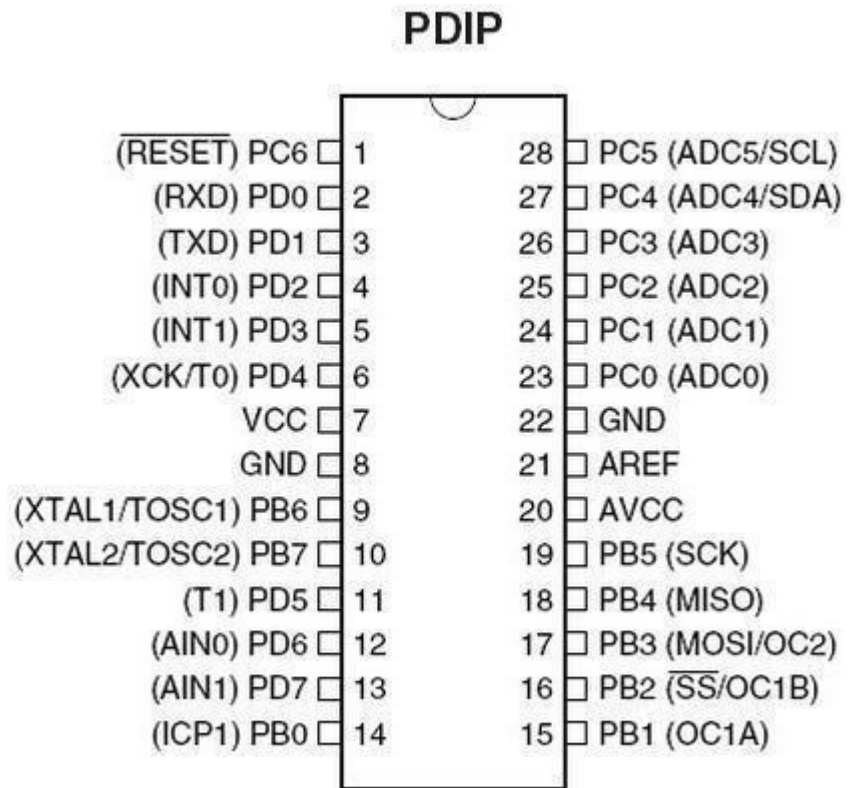 PDIP
(RESET) PC6 1 28 PC5 (ADC5/SCL)
(RXD) PD0 2 27 PC4 (ADC4/SDA)
(TXD) PD1 3 26 PC3 (ADC3)
(INT0) PD2 4 25 PC2 (ADC2)
(INT1) PD3 5 24 PC1 (ADC1)
(XCK/T0) PD4 6 23 PC0 (ADC0)
VCC 7 22 GND
GND 8 21 AREF
(XTAL1/TOSC1) PB6 9 20 AVCC
(XTAL2/TOSC2) PB7 10 19 PB5 (SCK)
(T1) PD5 11 18 PB4 (MISO)
(AIN0) PD6 12 17 PB3 (MOSI/OC2)
(AIN1) PD7 13 16 PB2 (SS/OC1B)
(ICP1) PB0 14 15 PB1 (OC1A)